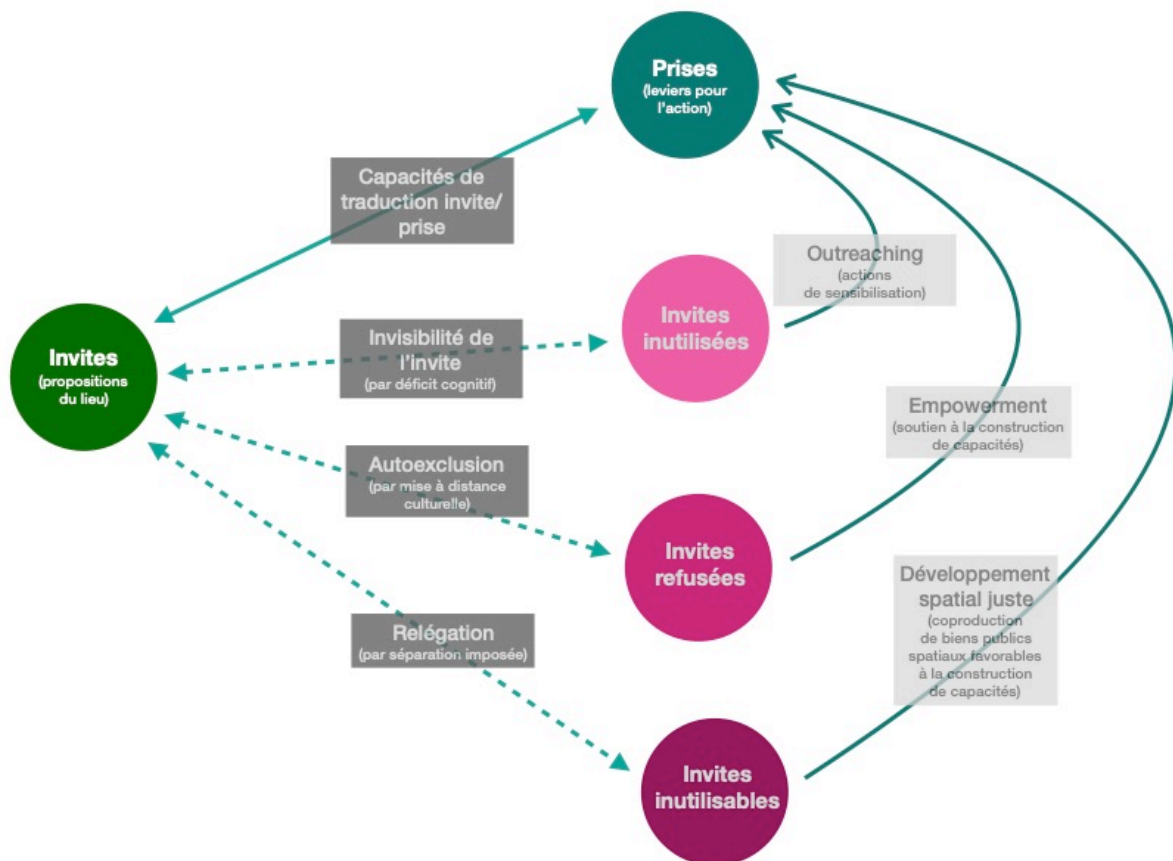 Prises
(leviers pour
l'action)
Capacités de
traduction invite/
prise
Outreaching
(actions
de sensibilisation)
Invites
inutilisées
Invisibilité de
l'invite
(par déficit cognitif)
Invites
(propositions
du lieu)
Empowerment
(soutien à la construction
de capacités)
Autoexclusion
(par mise à distance
culturelle)
Invites
refusées
Développement
spatial juste
(coproduction
de biens publics
spatiaux favorables
à la construction
de capacités)
Relégation
(par séparation imposée)
Invites
inutilisables